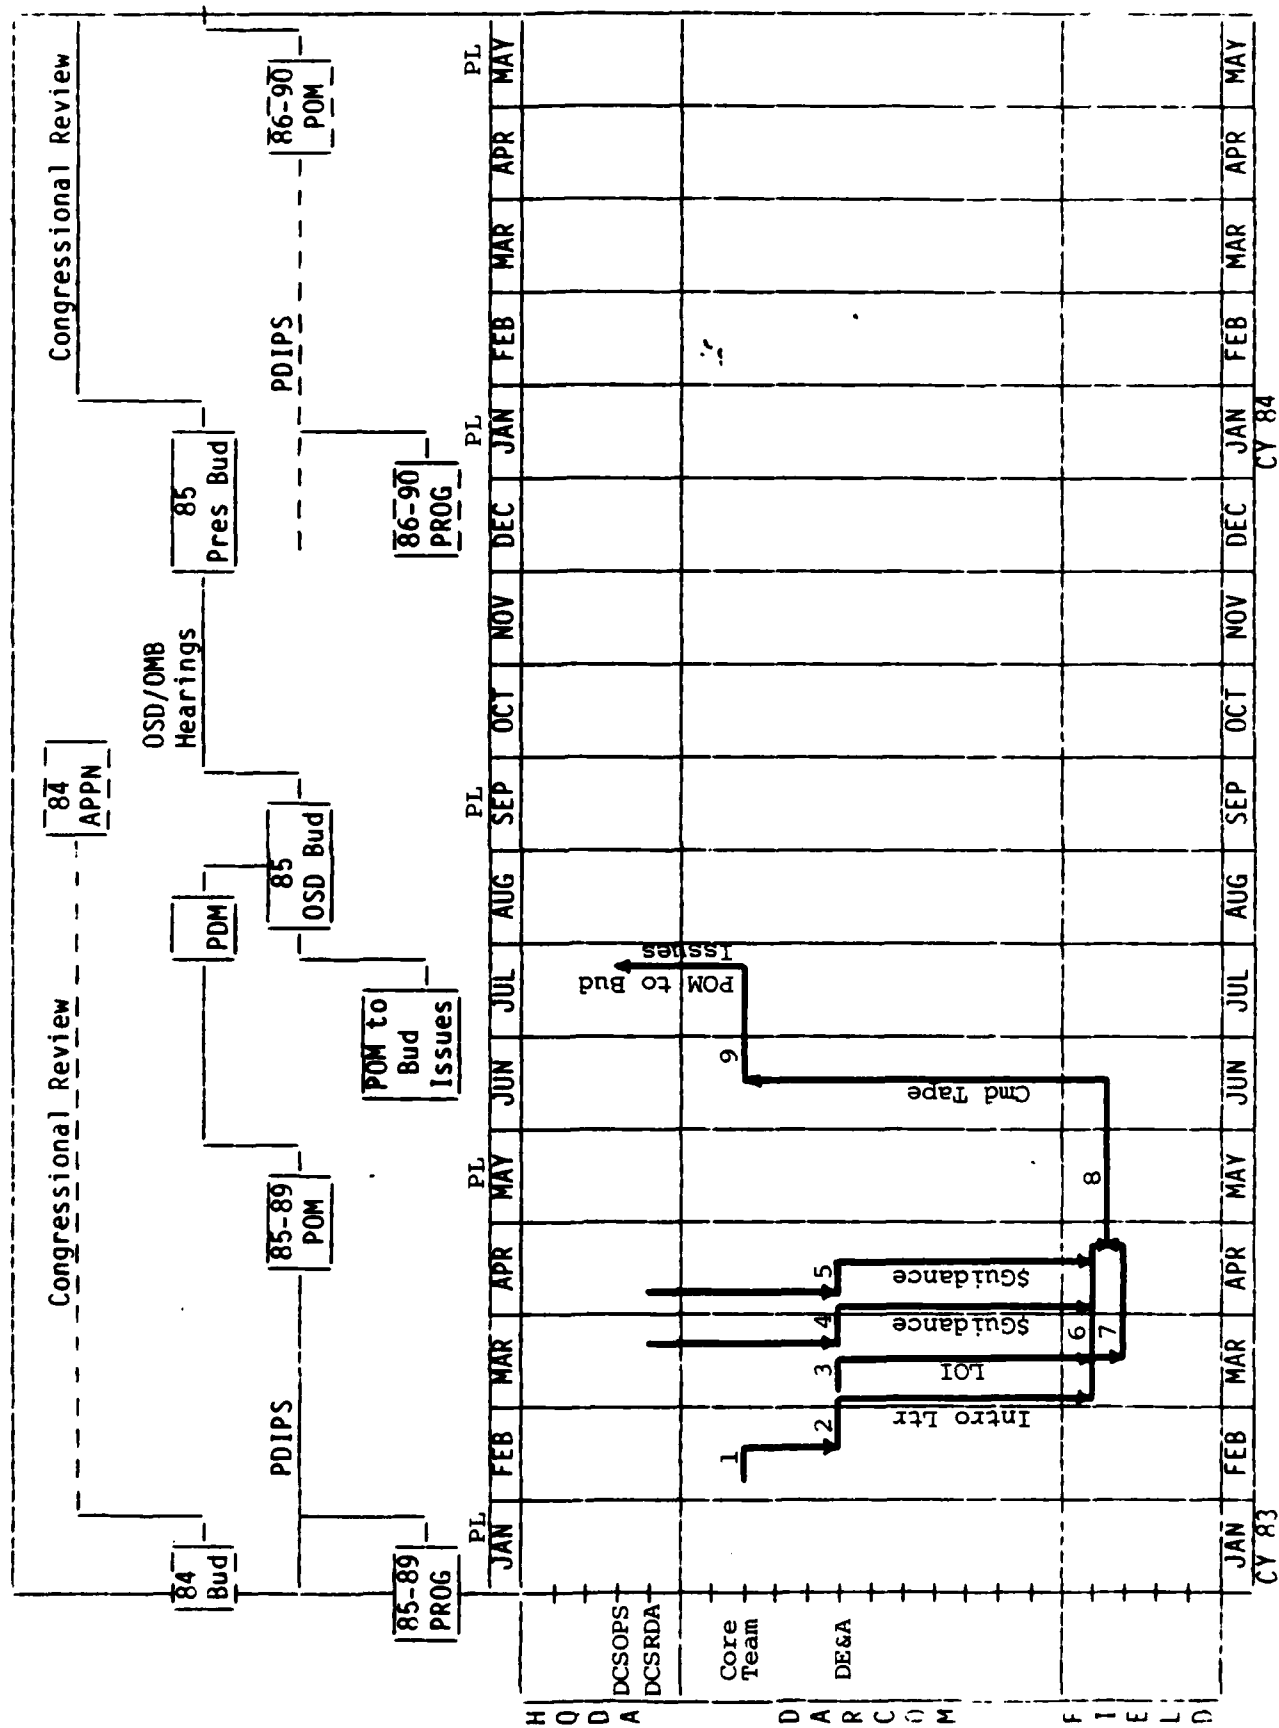 Congressional Review
Congressional Review
84
APPN
84
Bud
PDM
OSD/OMB
Hearings
85
Pres Bud
PDIPS
85-89
POM
85
OSD Bud
PDIPS
86-90
POM
85-89
PROG
POM to
Bud
Issues
86-90
PROG
PL
PL
PL
PL
PL
JAN
FEB
MAR
APR
MAY
JUN
JUL
AUG
SEP
OCT
NOV
DEC
JAN
FEB
MAR
APR
MAY
HQDA
DCSOPS
DCSRDA
DARCOM
Core
Team
DE&A
FIELD
1
2
3
4
5
6
7
8
9
Intro Ltr
LOI
$Guidance
$Guidance
Cmd Tape
POM to Bud
Issues
JAN
FEB
MAR
APR
MAY
JUN
JUL
AUG
SEP
OCT
NOV
DEC
JAN
FEB
MAR
APR
MAY
CY 83
CY 84